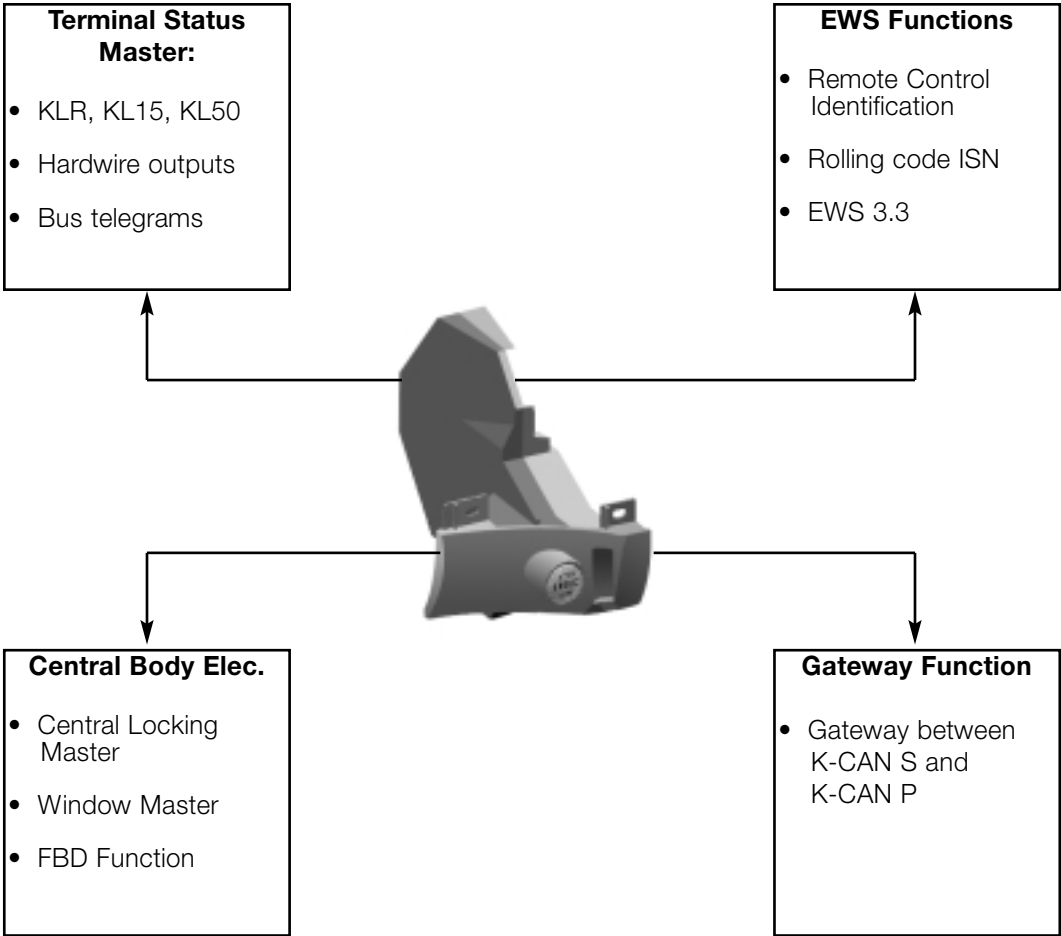 Terminal Status
Master:
• KLR, KL15, KL50
• Hardwire outputs
• Bus telegrams
EWS Functions
• Remote Control
Identification
• Rolling code ISN
• EWS 3.3
Central Body Elec.
• Central Locking
Master
• Window Master
• FBD Function
Gateway Function
• Gateway between
K-CAN S and
K-CAN P